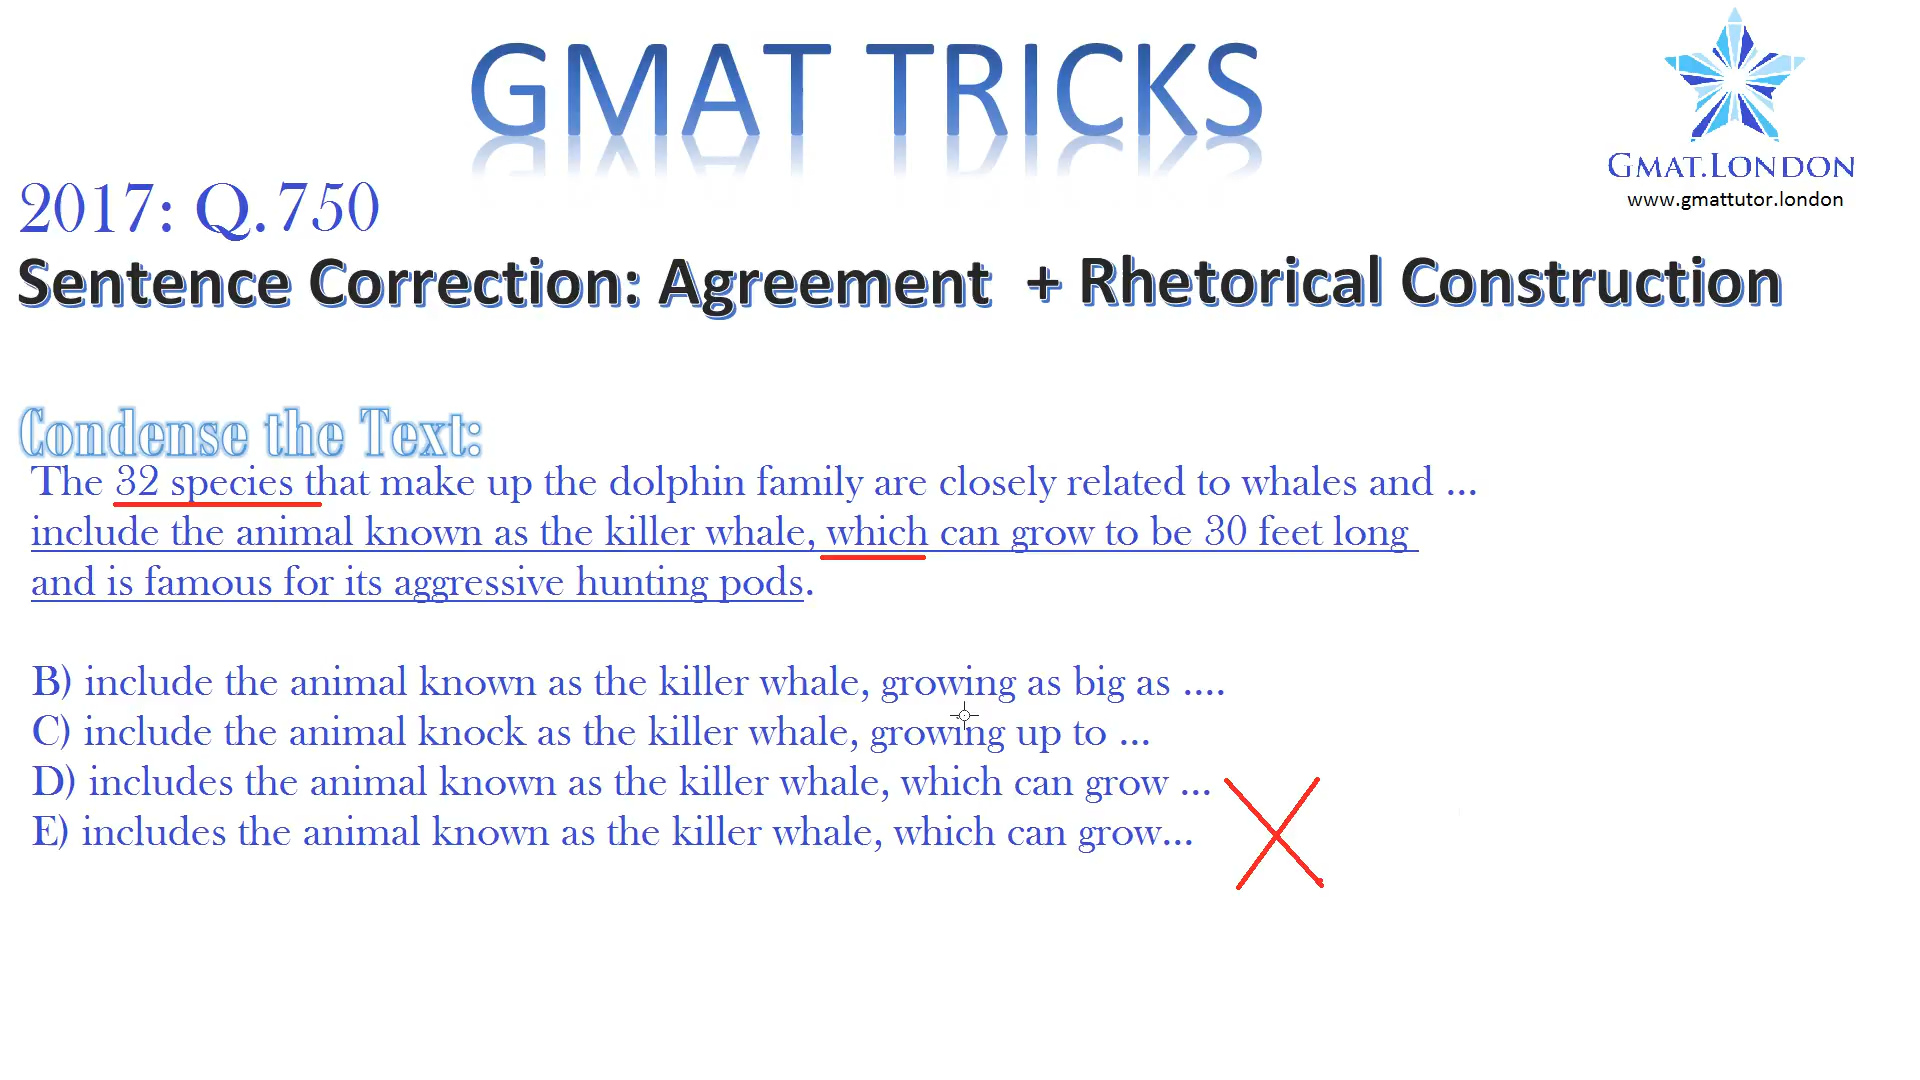 GMAT TRICKS
GMAT.LONDON
www.gmattutor.london
2017: Q.750
Sentence Correction: Agreement + Rhetorical Construction
Condense the Text:
The 32 species that make up the dolphin family are closely related to whales and ...
include the animal known as the killer whale, which can grow to be 30 feet long
and is famous for its aggressive hunting pods.
B) include the animal known as the killer whale, growing as big as ....
C) include the animal knock as the killer whale, growing up to ...
D) includes the animal known as the killer whale, which can grow ...
E) includes the animal known as the killer whale, which can grow...